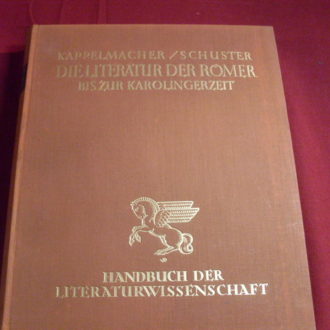 KAPPELMACHER/SCHUSTER
DIE LITERATUR DER RÖMER
BIS ZUR KAROLINGERZEIT
HANDBUCH DER
LITERATURWISSENSCHAFT